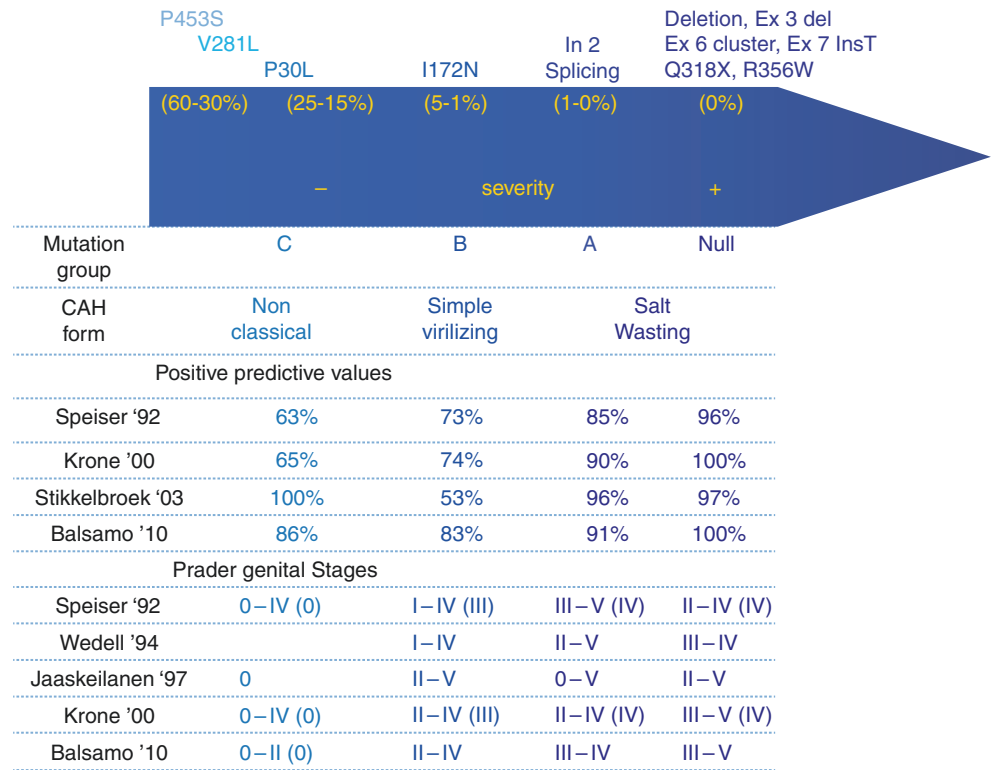 P453S
V281L
P30L
I172N
In 2
Splicing
Deletion, Ex 3 del
Ex 6 cluster, Ex 7 InsT
Q318X, R356W
(60-30%) (25-15%) (5-1%) (1-0%) (0%)
– severity +
Mutation
group
C B A Null
CAH
form
Non
classical
Simple
virilizing
Salt
Wasting
Positive predictive values
Speiser ‘92 63% 73% 85% 96%
Krone ’00 65% 74% 90% 100%
Stikkelbroek ‘03 100% 53% 96% 97%
Balsamo ’10 86% 83% 91% 100%
Prader genital Stages
Speiser ‘92 0–IV (0) I–IV (III) III–V (IV) II–IV (IV)
Wedell ’94 I–IV II–V III–IV
Jaaskeilanen ’97 0 II–V 0–V II–V
Krone ’00 0–IV (0) II–IV (III) II–IV (IV) III–V (IV)
Balsamo ’10 0–II (0) II–IV III–IV III–V